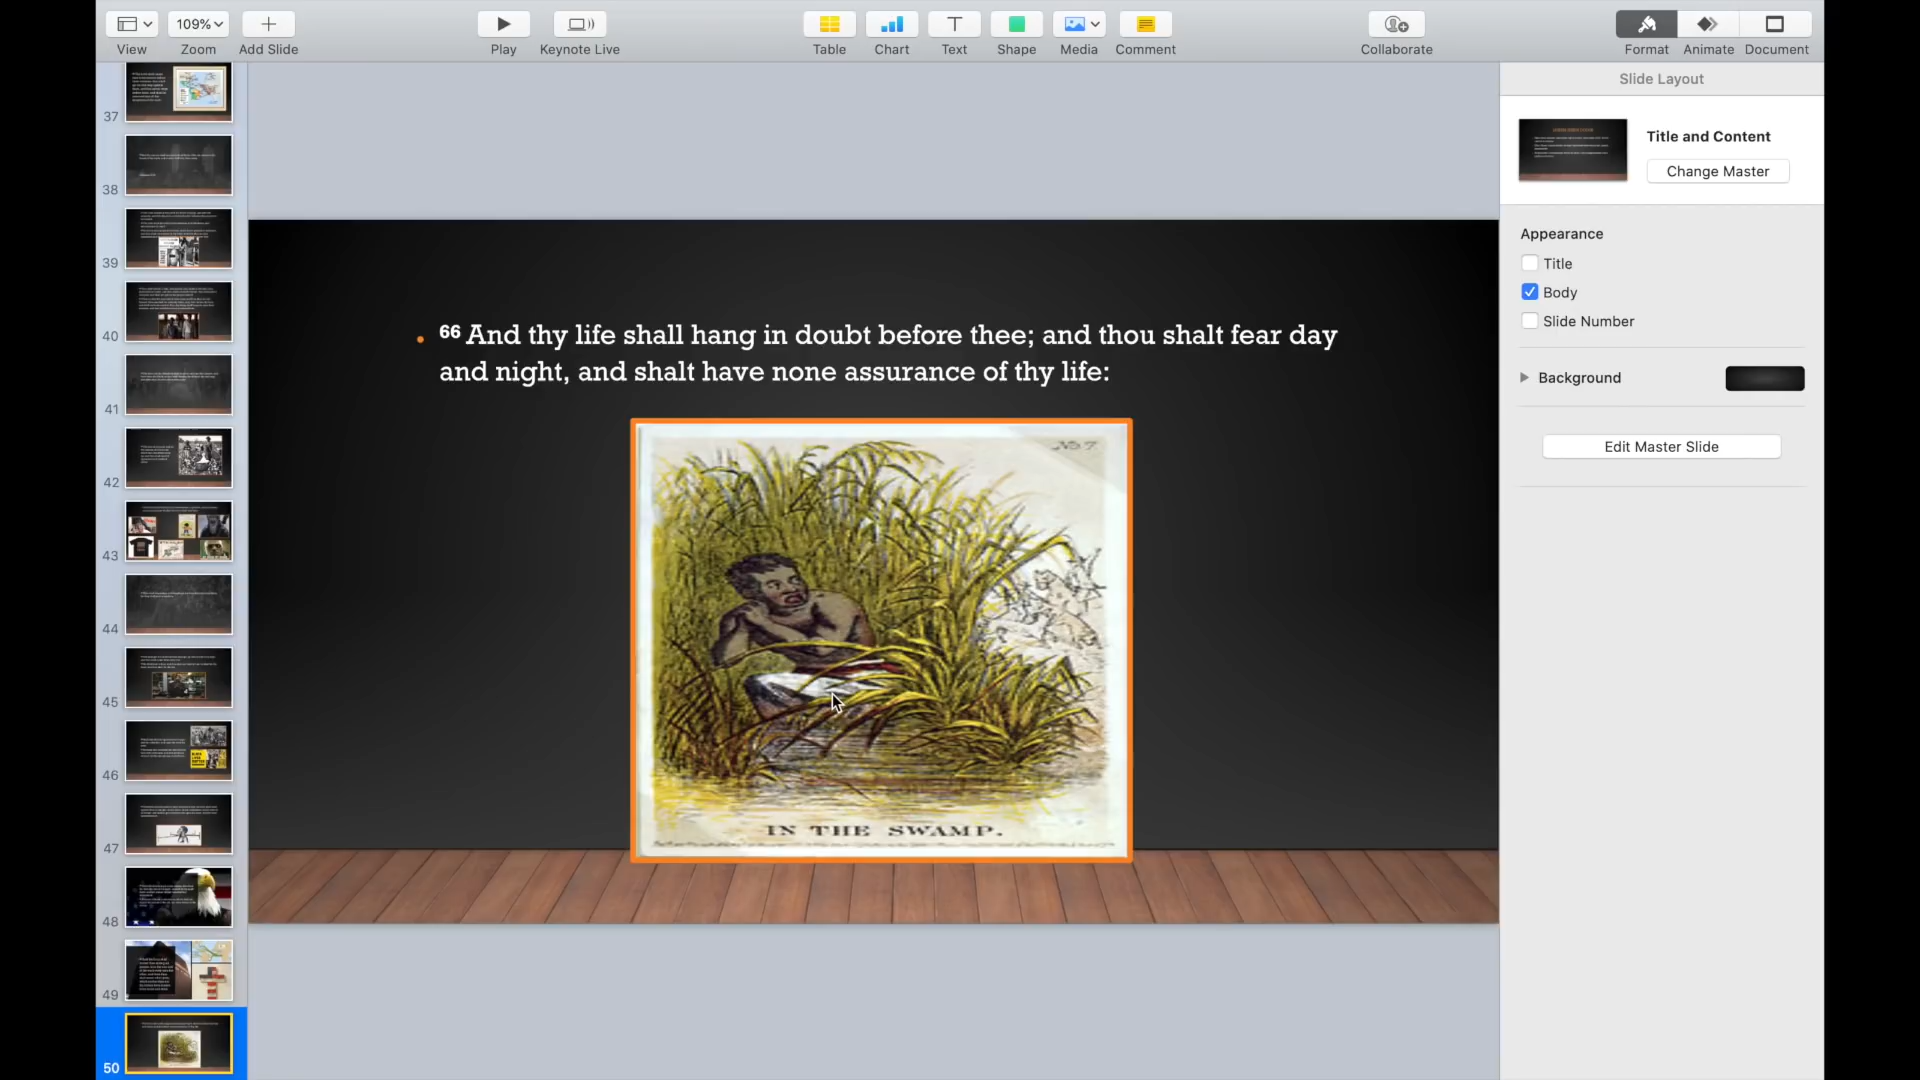 109%
View
Zoom
Add Slide
Play
Keynote Live
Table
Chart
Text
Shape
Media
Comment
Collaborate
Format
Animate
Document
Slide Layout
Title and Content
Change Master
Appearance
Title
Body
Slide Number
Background
Edit Master Slide
37
38
39
40
41
42
43
44
45
46
47
48
49
50
66 And thy life shall hang in doubt before thee; and thou shalt fear day
and night, and shalt have none assurance of thy life:
No 7.
IN THE SWAMP.